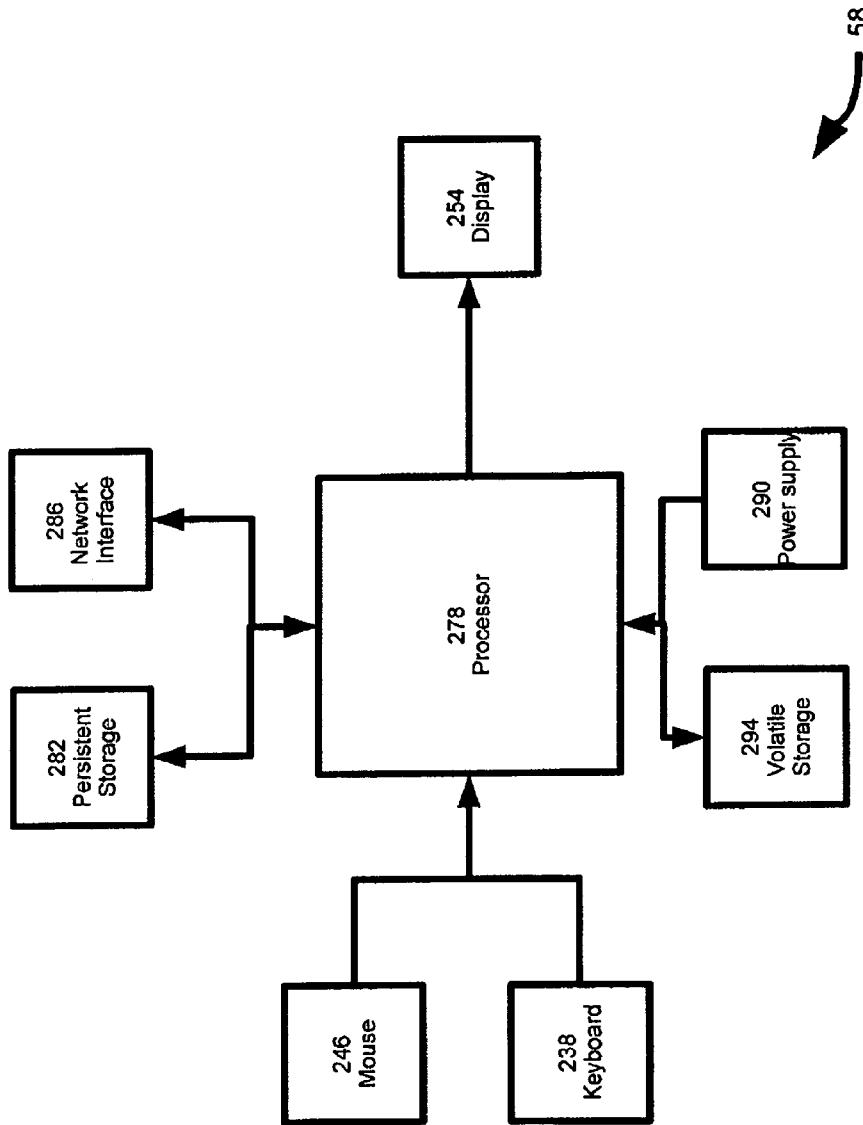 58
254
Display
286
Network
Interface
290
Power supply
278
Processor
282
Persistent
Storage
294
Volatile
Storage
246
Mouse
238
Keyboard